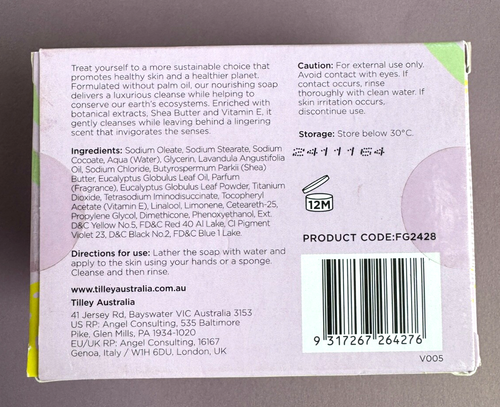 Treat yourself to a more sustainable choice that
promotes healthy skin and a healthier planet.
Formulated without palm oil, our nourishing soap
delivers a luxurious cleanse while helping to
conserve our earth's ecosystems. Enriched with
botanical extracts, Shea Butter and Vitamin E, it
gently cleanses while leaving behind a lingering
scent that invigorates the senses.
Ingredients: Sodium Oleate, Sodium Stearate, Sodium
Cocoate, Aqua (Water), Glycerin, Lavandula Angustifolia
Oil, Sodium Chloride, Butyrospermum Parkii (Shea)
Butter, Eucalyptus Globulus Leaf Oil, Parfum
(Fragrance), Eucalyptus Globulus Leaf Powder, Titanium
Dioxide, Tetrasodium Iminodisuccinate, Tocopheryl
Acetate (Vitamin E), Linalool, Limonene, Ceteareth-25,
Propylene Glycol, Dimethicone, Phenoxyethanol, Ext.
D&C Yellow No.5, FD&C Red 40 Al Lake, CI Pigment
Violet 23, D&C Black No.2, FD&C Blue 1 Lake.
Directions for use: Lather the soap with water and
apply to the skin using your hands or a sponge.
Cleanse and then rinse.
www.tilleyaustralia.com.au
Tilley Australia
41 Jersey Rd, Bayswater VIC Australia 3153
US RP: Angel Consulting, 535 Baltimore
Pike, Glen Mills, PA 1934-1020
EU/UK RP: Angel Consulting, 16167
Genoa, Italy / W1H 6DU, London, UK
Caution: For external use only.
Avoid contact with eyes. If
contact occurs, rinse
thoroughly with clean water. If
skin irritation occurs,
discontinue use.
Storage: Store below 30°C.
2411164
12M
PRODUCT CODE:FG2428
9 317267 264276
V005